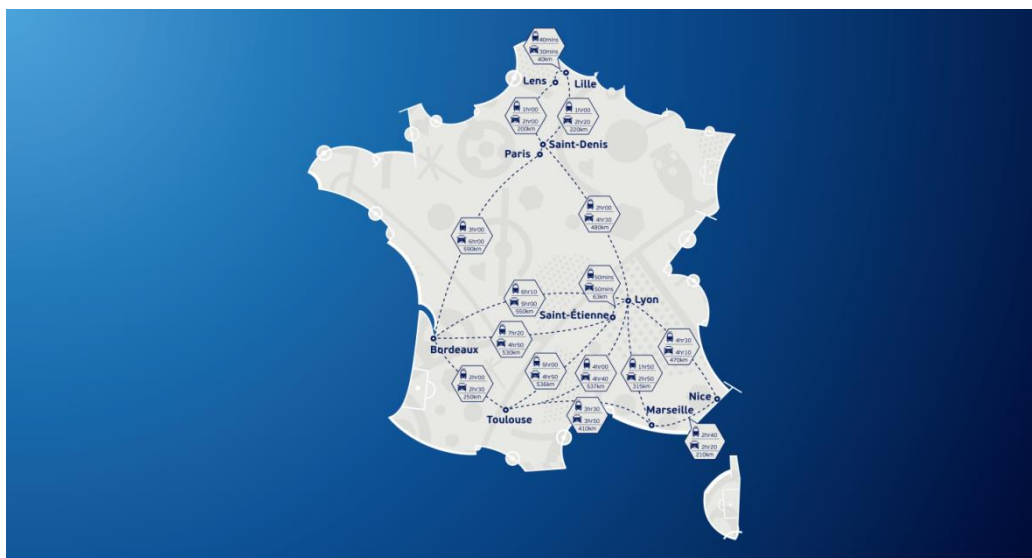 40mins
30mins
40km
Lens
Lille
1hr00
2hr00
200km
1hr00
2hr20
220km
Saint-Denis
Paris
2hr00
4hr30
480km
3hr00
6hr00
590km
50mins
50mins
63km
6hr10
5hr00
550km
Lyon
Saint-Étienne
7hr20
4hr50
530km
Bordeaux
4hr30
4hr10
470km
5hr00
4hr50
536km
4hr00
4hr40
537km
1hr50
2hr50
315km
2hr00
2hr30
250km
Nice
Toulouse
Marseille
3hr30
3hr50
410km
2hr40
2hr20
210km